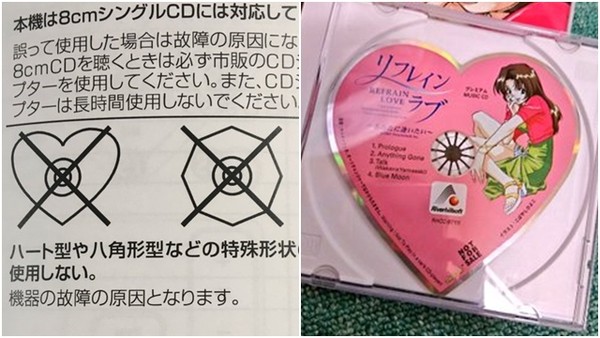 本機は8cmシングルCDには対応して
誤って使用した場合は故障の原因にな
8cmCDを聴くときは必ず市販のCD
プターを使用してください。また、CD
プターは長時間使用しないでください
ハート型や八角形型などの特殊形状
使用しない。
機器の故障の原因となります。
リフレイン
REFRAIN
LOVE
ラブ
プレミアム
MUSIC CD
に逢いたい～
1. Prologue
2. Anything Gone
3. Talk
4. Blue Moon
Riverhillsoft
NOT
FOR
SALE